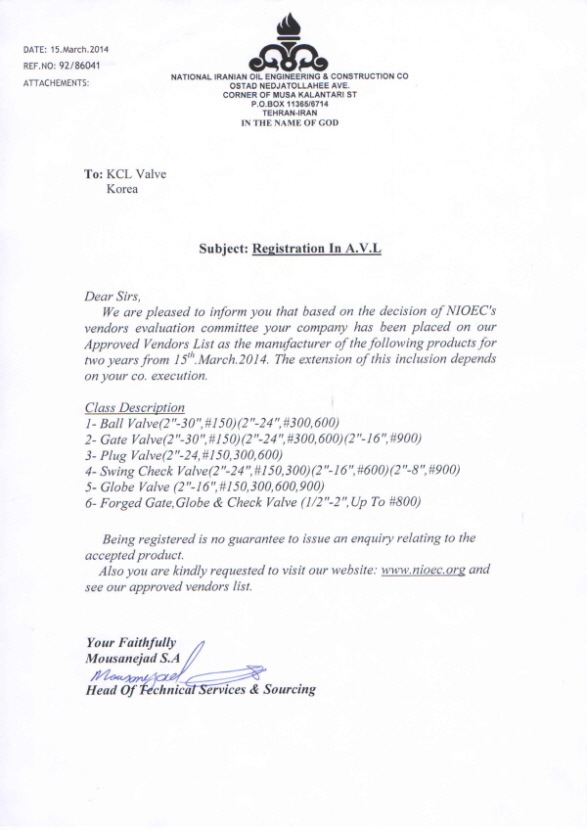 DATE: 15.March.2014
REF.NO: 92/86041
ATTACHEMENTS:
NATIONAL IRANIAN OIL ENGINEERING & CONSTRUCTION CO
OSTAD NEDJATOLLAHEE AVE.
CORNER OF MUSA KALANTARI ST
P.O.BOX 11365/6714
TEHRAN-IRAN
IN THE NAME OF GOD
To: KCL Valve
Korea
Subject: Registration In A.V.L
Dear Sirs,
We are pleased to inform you that based on the decision of NIOEC's
vendors evaluation committee your company has been placed on our
Approved Vendors List as the manufacturer of the following products for
two years from 15th.March.2014. The extension of this inclusion depends
on your co. execution.
Class Description
1- Ball Valve(2"-30",#150)(2"-24",#300,600)
2- Gate Valve(2"-30",#150)(2"-24",#300,600)(2"-16",#900)
3- Plug Valve(2"-24,#150,300,600)
4- Swing Check Valve(2"-24",#150,300)(2"-16",#600)(2"-8",#900)
5- Globe Valve (2"-16",#150,300,600,900)
6- Forged Gate,Globe & Check Valve (1/2"-2",Up To #800)
Being registered is no guarantee to issue an enquiry relating to the
accepted product.
Also you are kindly requested to visit our website: www.nioec.org and
see our approved vendors list.
Your Faithfully
Mousanejad S.A
Mousanejad
Head Of Technical Services & Sourcing